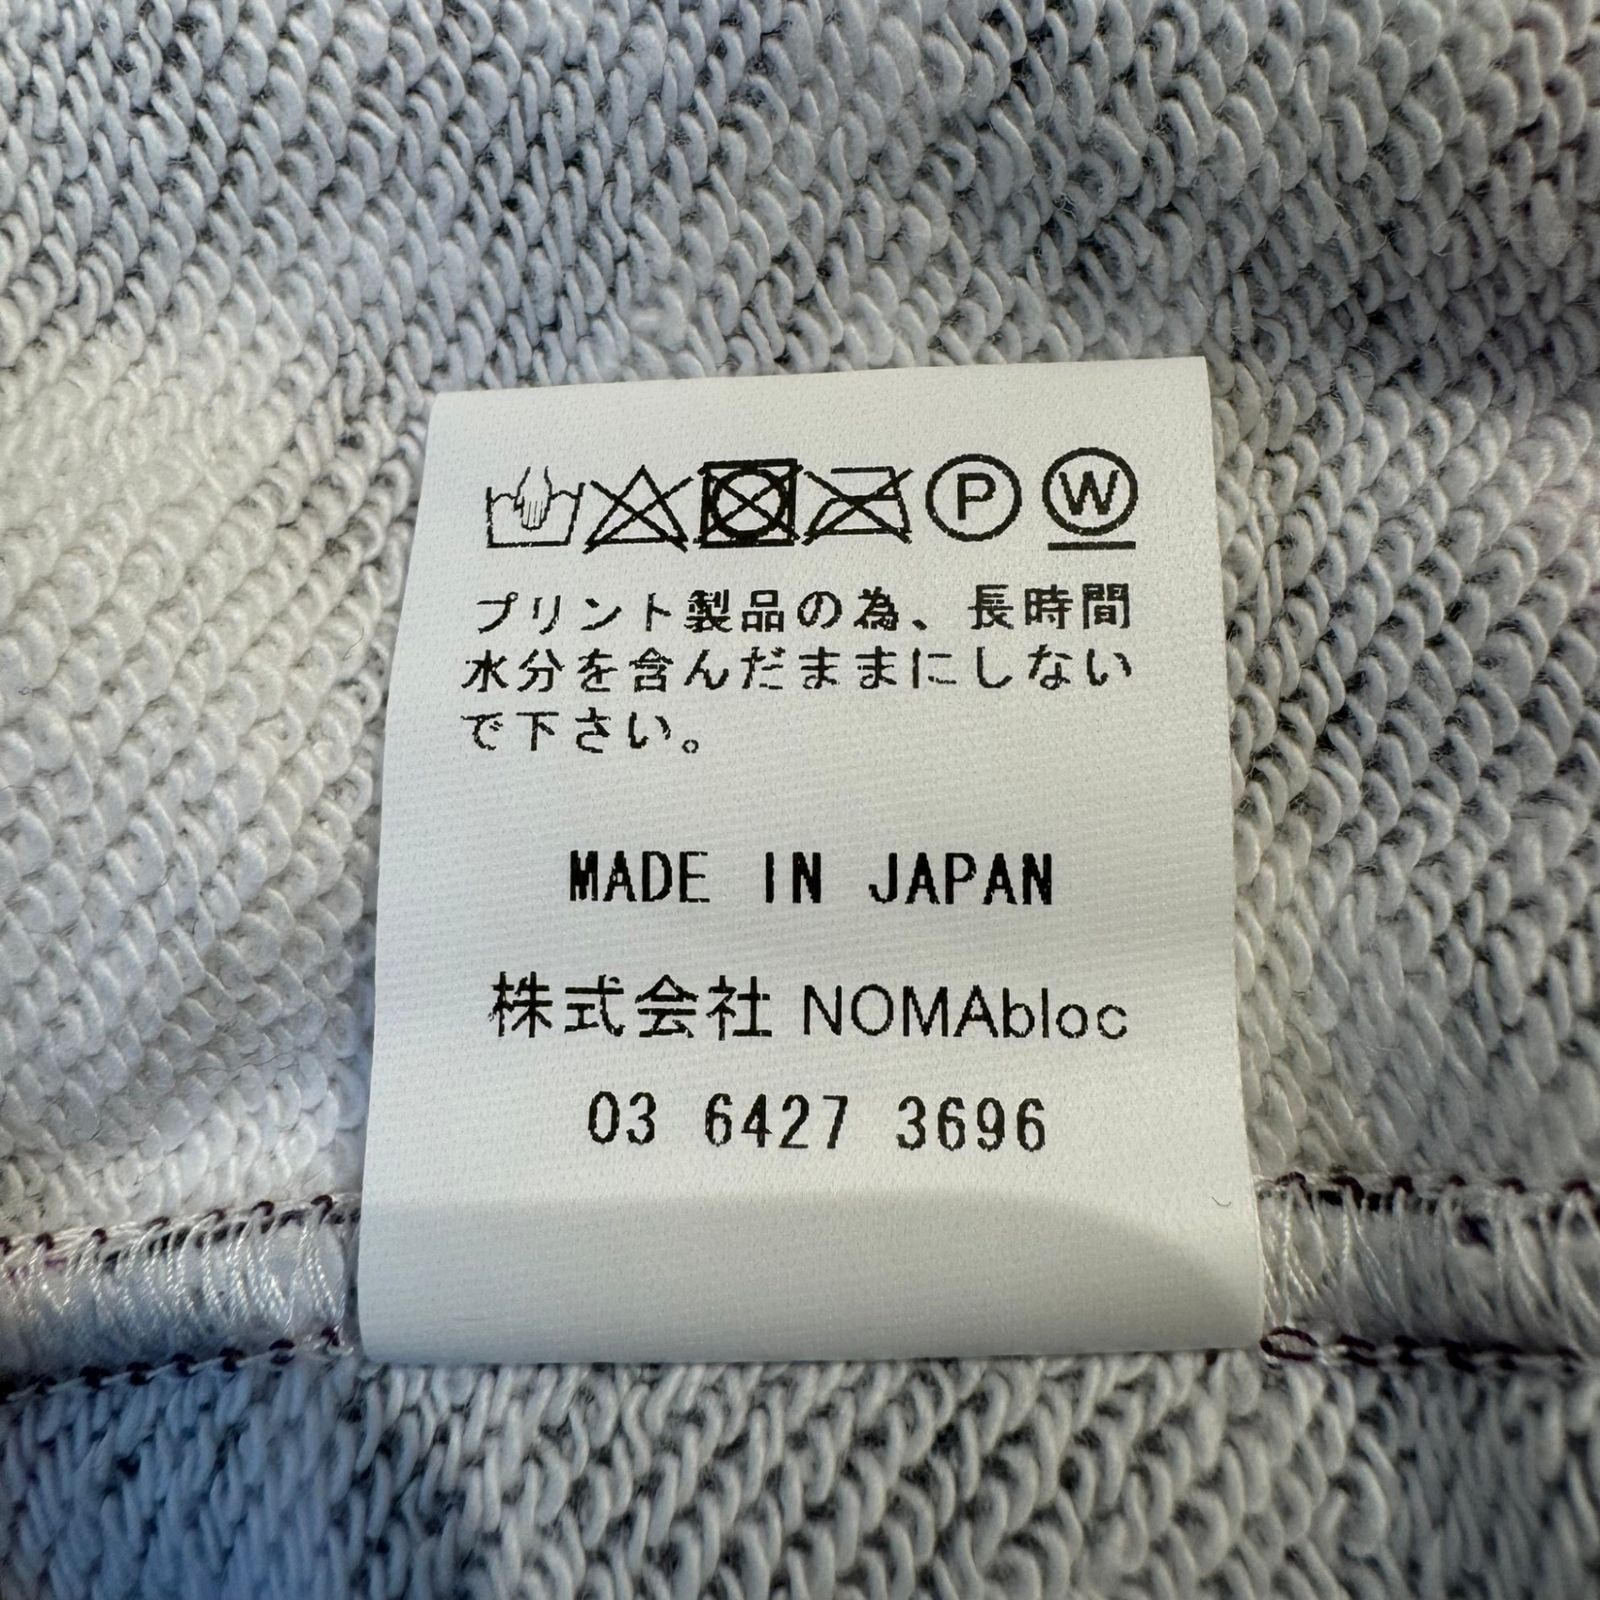 P W
プリント製品の為、長時間
水分を含んだままにしない
で下さい。
MADE IN JAPAN
株式会社 NOMAbloc
03 6427 3696